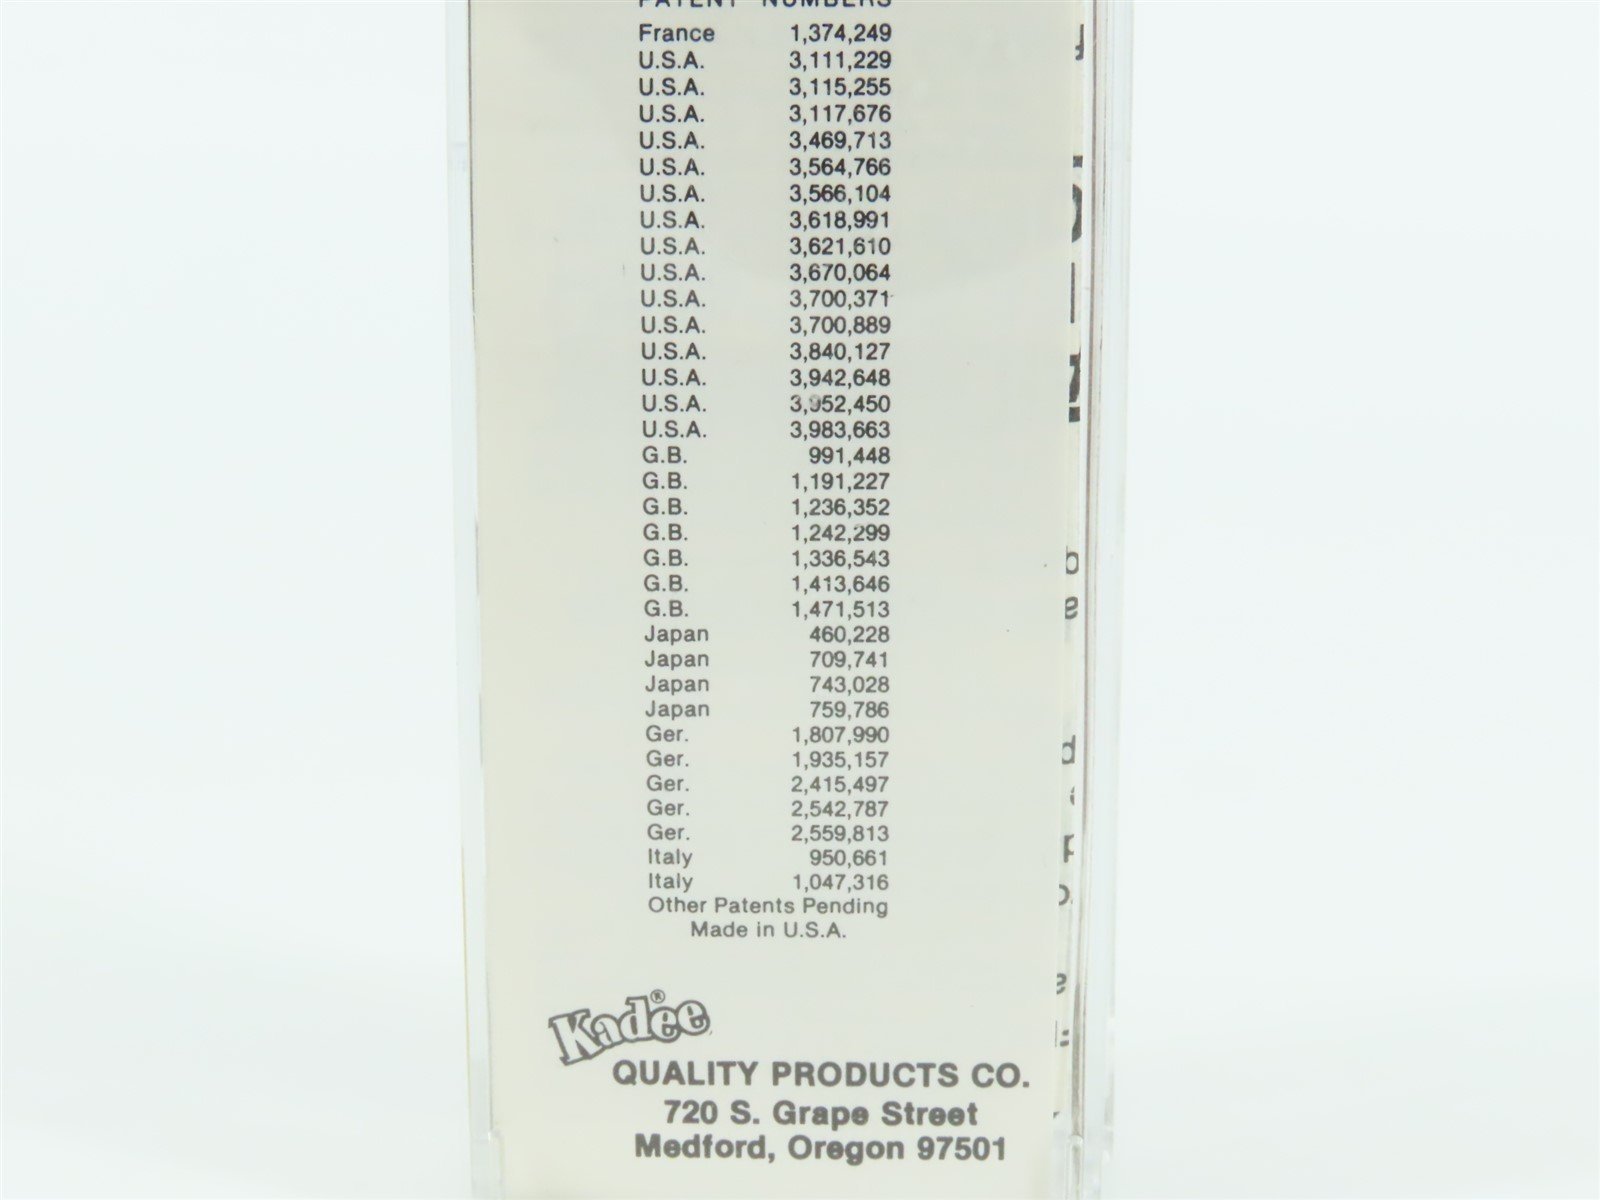 PATENT NUMBERS
France 1,374,249
U.S.A. 3,111,229
U.S.A. 3,115,255
U.S.A. 3,117,676
U.S.A. 3,469,713
U.S.A. 3,564,766
U.S.A. 3,566,104
U.S.A. 3,618,991
U.S.A. 3,621,610
U.S.A. 3,670,064
U.S.A. 3,700,371
U.S.A. 3,700,889
U.S.A. 3,840,127
U.S.A. 3,942,648
U.S.A. 3,952,450
U.S.A. 3,983,663
G.B. 991,448
G.B. 1,191,227
G.B. 1,236,352
G.B. 1,242,299
G.B. 1,336,543
G.B. 1,413,646
G.B. 1,471,513
Japan 460,228
Japan 709,741
Japan 743,028
Japan 759,786
Ger. 1,807,990
Ger. 1,935,157
Ger. 2,415,497
Ger. 2,542,787
Ger. 2,559,813
Italy 950,661
Italy 1,047,316
Other Patents Pending
Made in U.S.A.
Kadee®
QUALITY PRODUCTS CO.
720 S. Grape Street
Medford, Oregon 97501